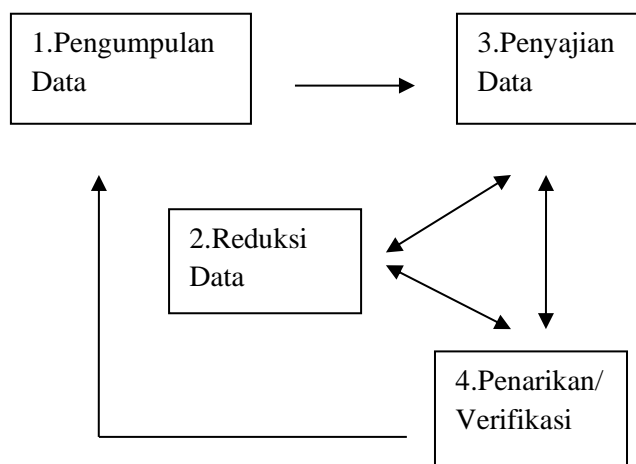 1.Pengumpulan
Data
3.Penyajian
Data
2.Reduksi
Data
4.Penarikan/
Verifikasi